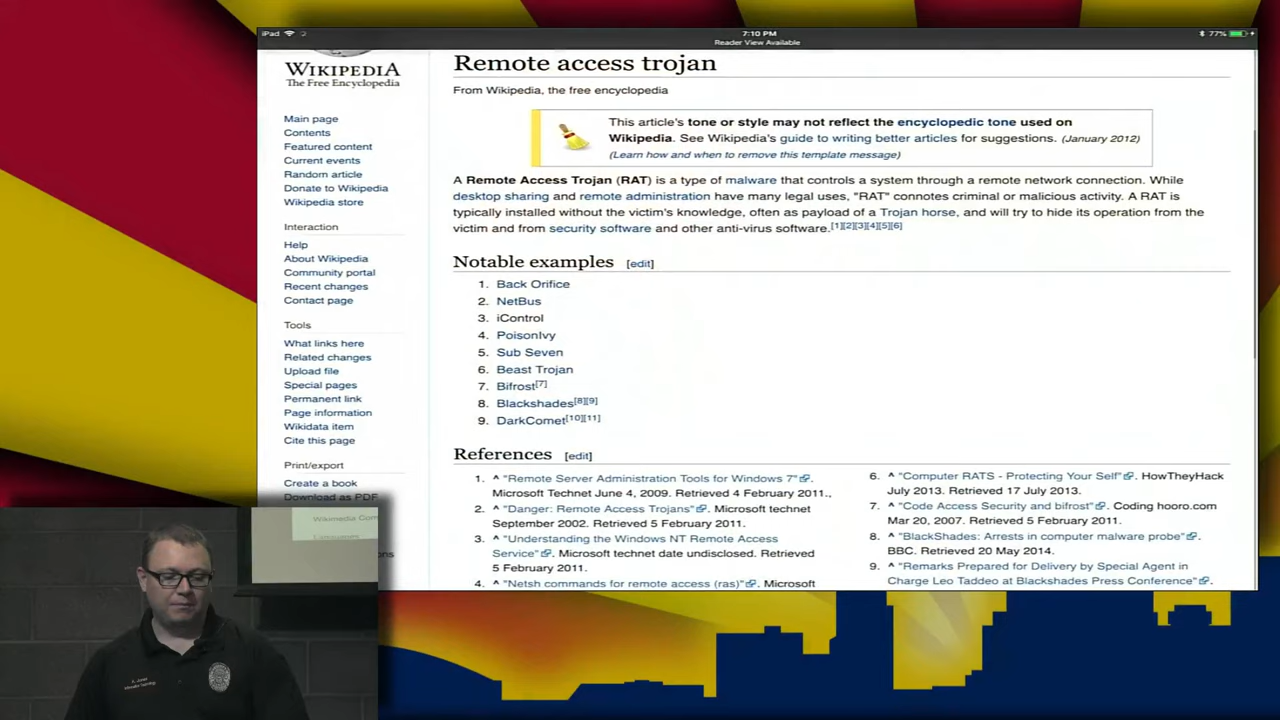 iPad
7:10 PM
77%
Reader View Available
WIKIPEDIA
The Free Encyclopedia
Main page
Contents
Featured content
Current events
Random article
Donate to Wikipedia
Wikipedia store
Interaction
Help
About Wikipedia
Community portal
Recent changes
Contact page
Tools
What links here
Related changes
Upload file
Special pages
Permanent link
Page information
Wikidata item
Cite this page
Print/export
Create a book
Download as PDF
Remote access trojan
From Wikipedia, the free encyclopedia
This article's tone or style may not reflect the encyclopedic tone used on
Wikipedia. See Wikipedia's guide to writing better articles for suggestions. (January 2012)
(Learn how and when to remove this template message)
A Remote Access Trojan (RAT) is a type of malware that controls a system through a remote network connection. While
desktop sharing and remote administration have many legal uses, "RAT" connotes criminal or malicious activity. A RAT is
typically installed without the victim's knowledge, often as payload of a Trojan horse, and will try to hide its operation from the
victim and from security software and other anti-virus software.[1][2][3][4][5][6]
Notable examples [edit]
1. Back Orifice
2. NetBus
3. iControl
4. PoisonIvy
5. Sub Seven
6. Beast Trojan
7. Bifrost[7]
8. Blackshades[8][9]
9. DarkComet[10][11]
References [edit]
1. ^ "Remote Server Administration Tools for Windows 7".
Microsoft Technet June 4, 2009. Retrieved 4 February 2011.,
2. ^ "Danger: Remote Access Trojans". Microsoft technet
September 2002. Retrieved 5 February 2011.
3. ^ "Understanding the Windows NT Remote Access
Service". Microsoft technet date undisclosed. Retrieved
5 February 2011.
4. ^ "Netsh commands for remote access (ras)". Microsoft
6. ^ "Computer RATS - Protecting Your Self". HowTheyHack
July 2013. Retrieved 17 July 2013.
7. ^ "Code Access Security and bifrost". Coding hooro.com
Mar 20, 2007. Retrieved 5 February 2011.
8. ^ "BlackShades: Arrests in computer malware probe".
BBC. Retrieved 20 May 2014.
9. ^ "Remarks Prepared for Delivery by Special Agent in
Charge Leo Taddeo at Blackshades Press Conference".
Wikimedia Com